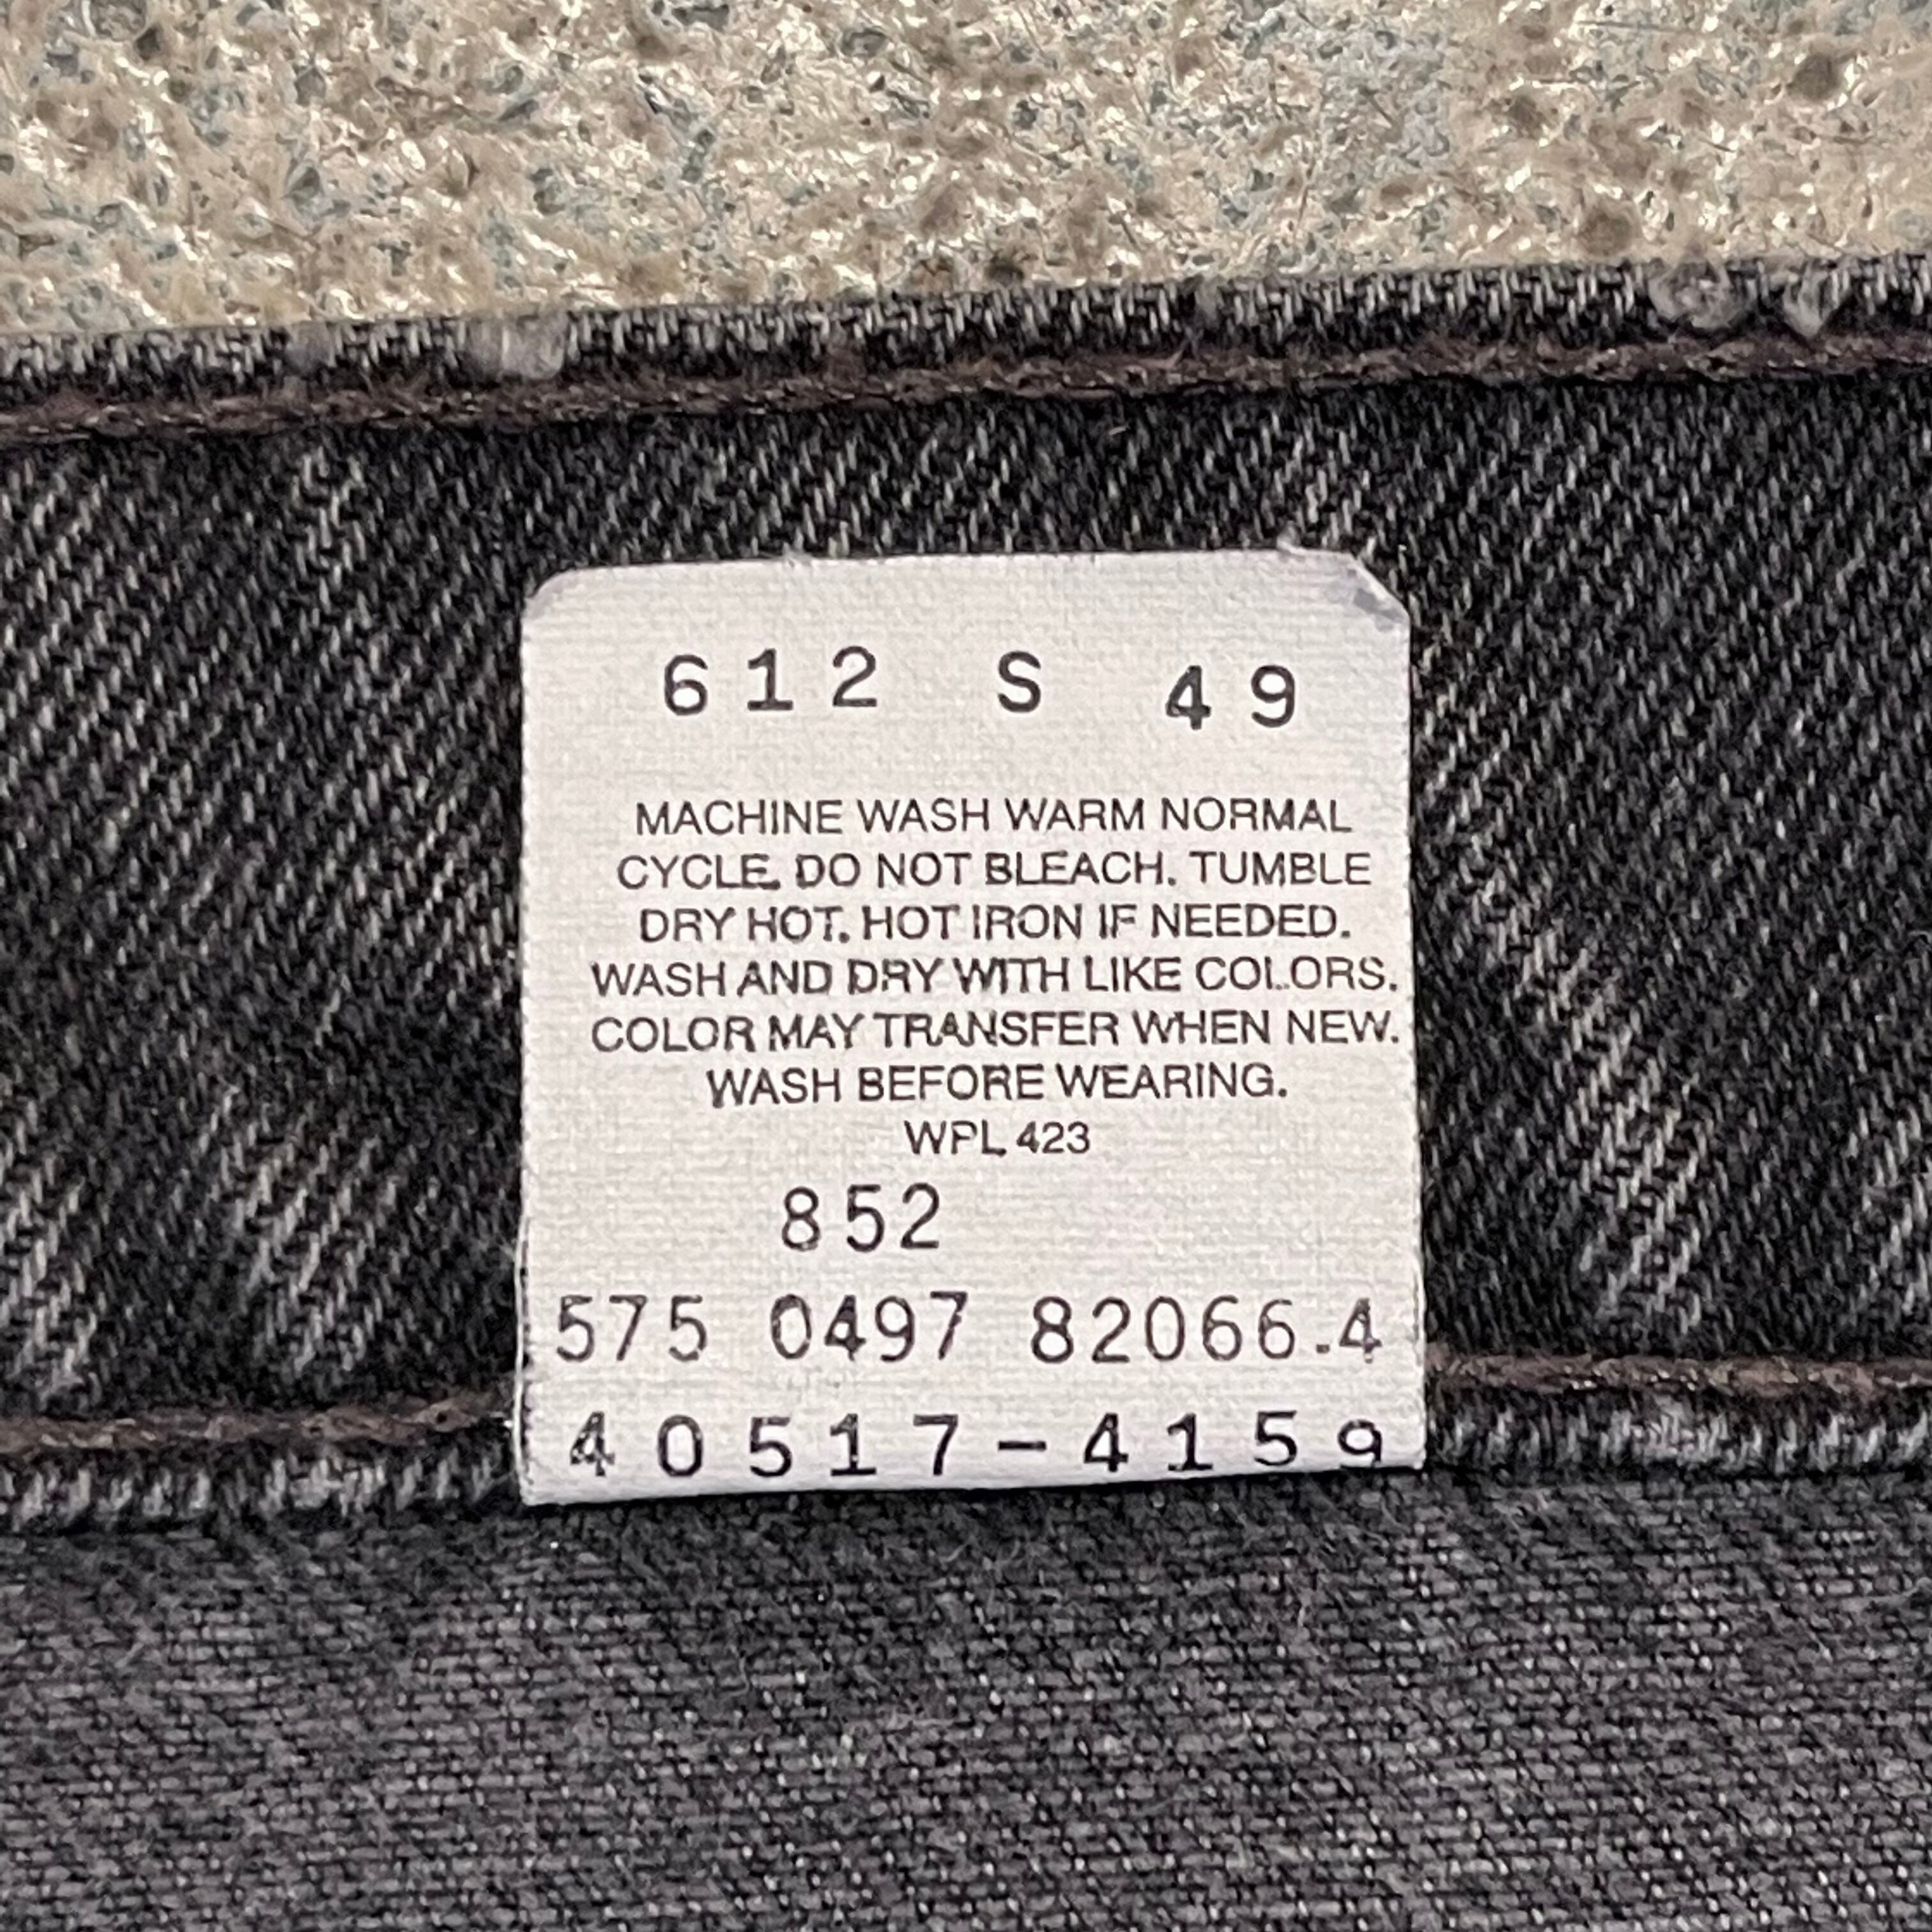 612 S 49
MACHINE WASH WARM NORMAL
CYCLE. DO NOT BLEACH. TUMBLE
DRY HOT. HOT IRON IF NEEDED.
WASH AND DRY WITH LIKE COLORS.
COLOR MAY TRANSFER WHEN NEW.
WASH BEFORE WEARING.
WPL 423
852
575 0497 82066.4
40517-4159